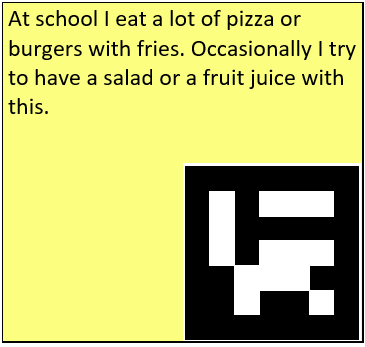 At school I eat a lot of pizza or
burgers with fries. Occasionally I try
to have a salad or a fruit juice with
this.